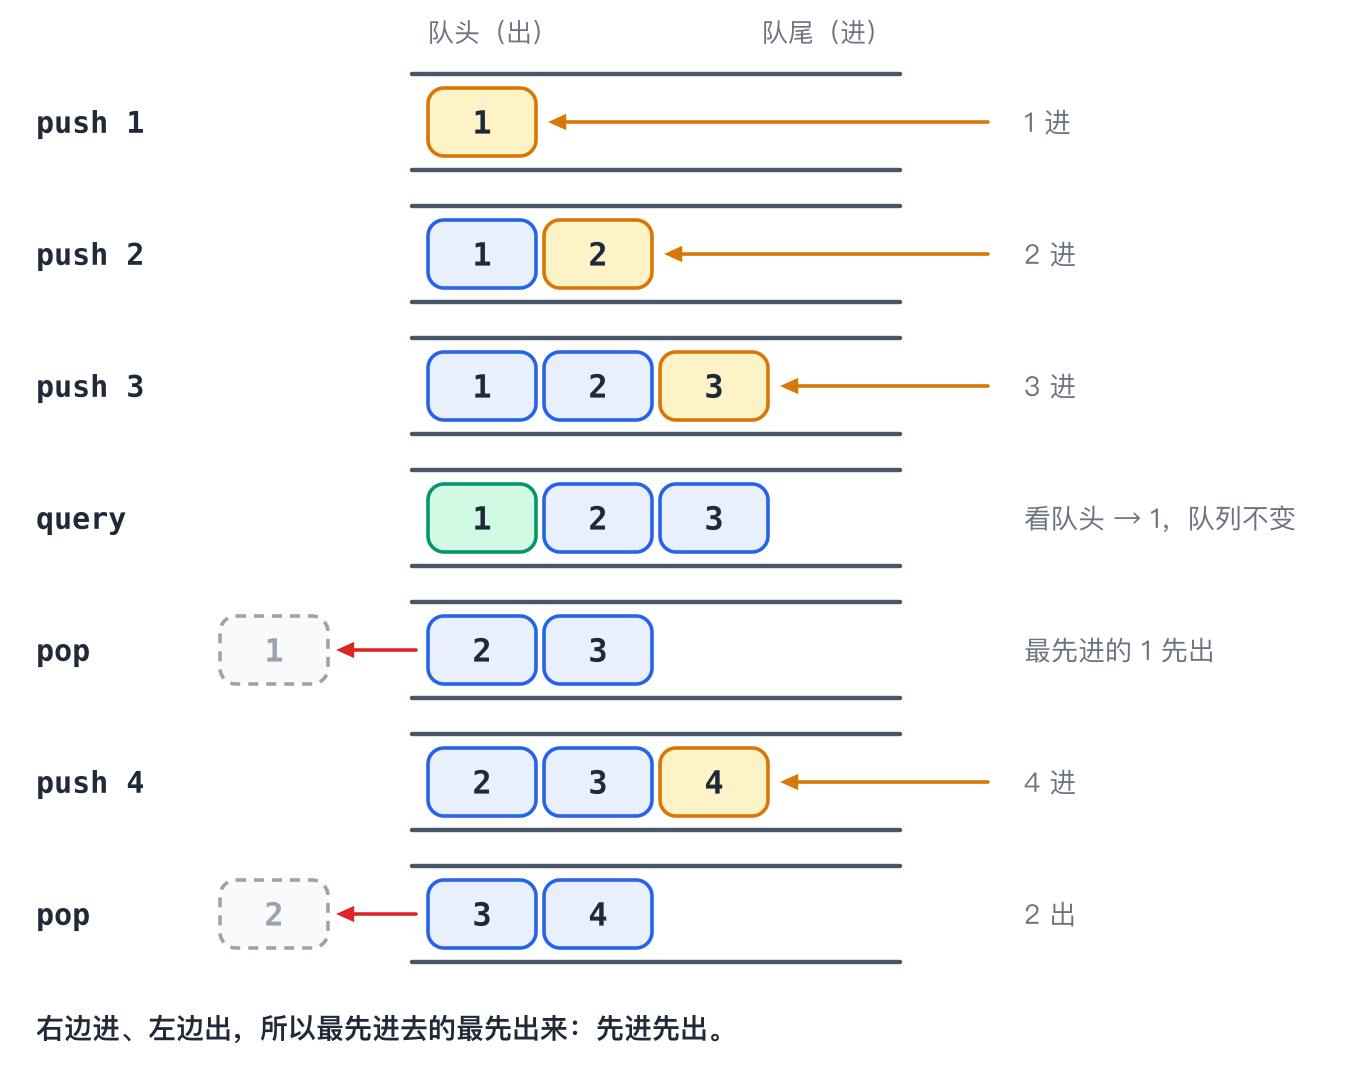 队头（出） 队尾（进）
push 1 1 1 进
push 2 1 2 2 进
push 3 1 2 3 3 进
query 1 2 3 看队头 → 1，队列不变
pop 1 2 3 最先进的 1 先出
push 4 2 3 4 4 进
pop 2 3 4 2 出
右边进、左边出，所以最先进去的最先出来：先进先出。